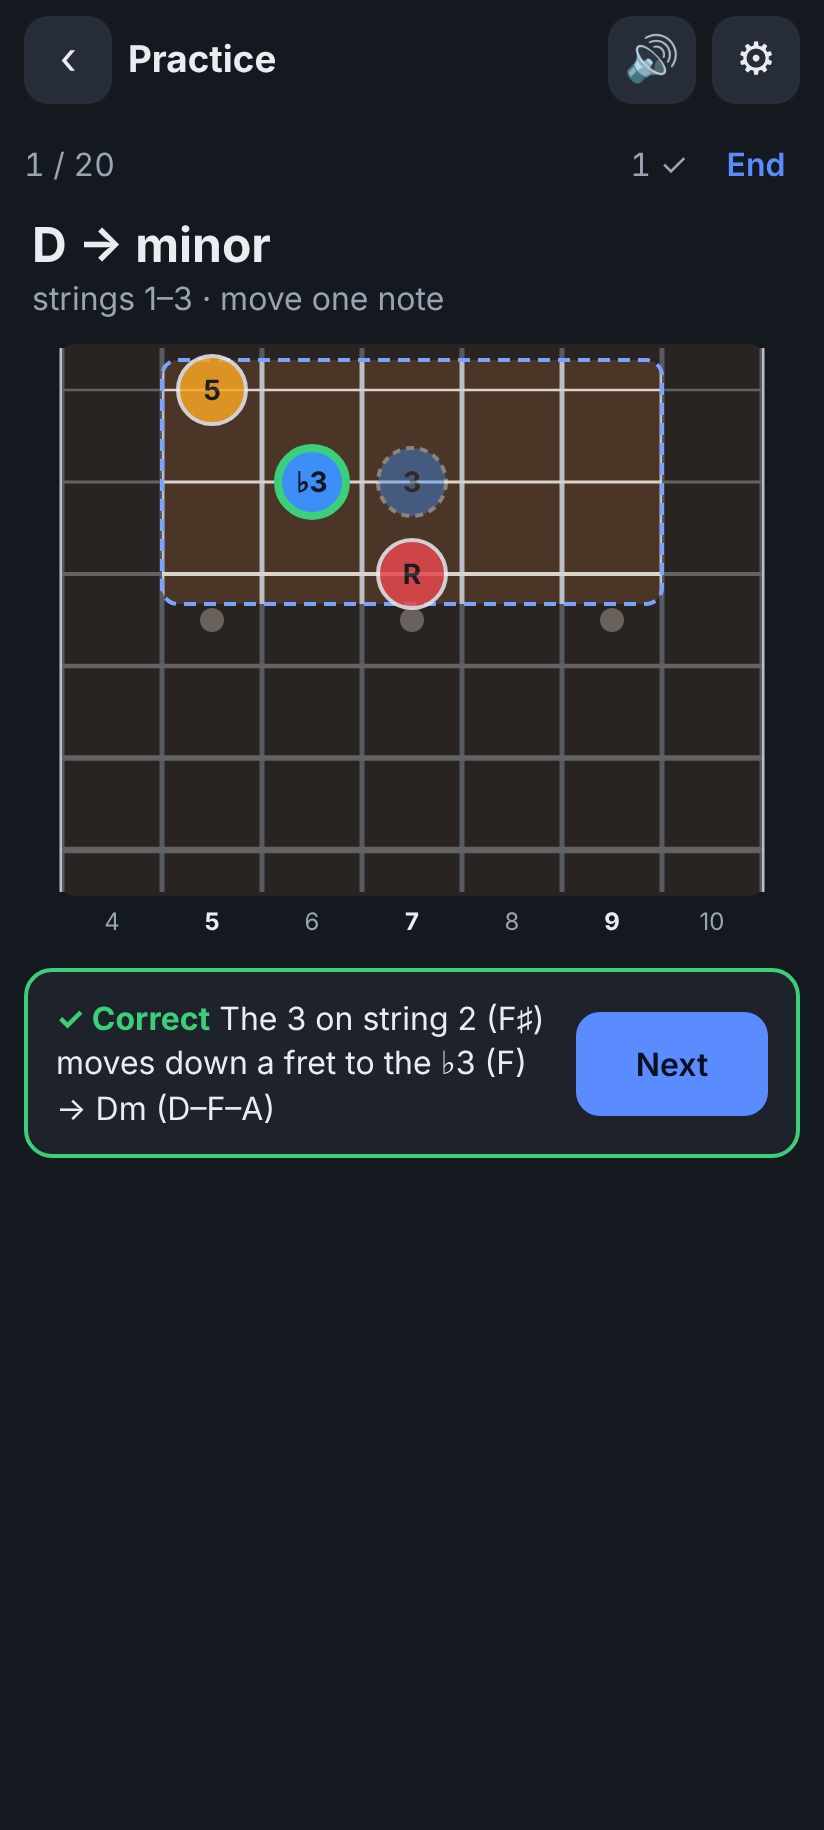 ‹ Practice 🔊 ⚙
1 / 20 1 ✓ End
D → minor
strings 1–3 · move one note
5
♭3 3
R
4 5 6 7 8 9 10
✓ Correct The 3 on string 2 (F♯)
moves down a fret to the ♭3 (F)
→ Dm (D–F–A)
Next